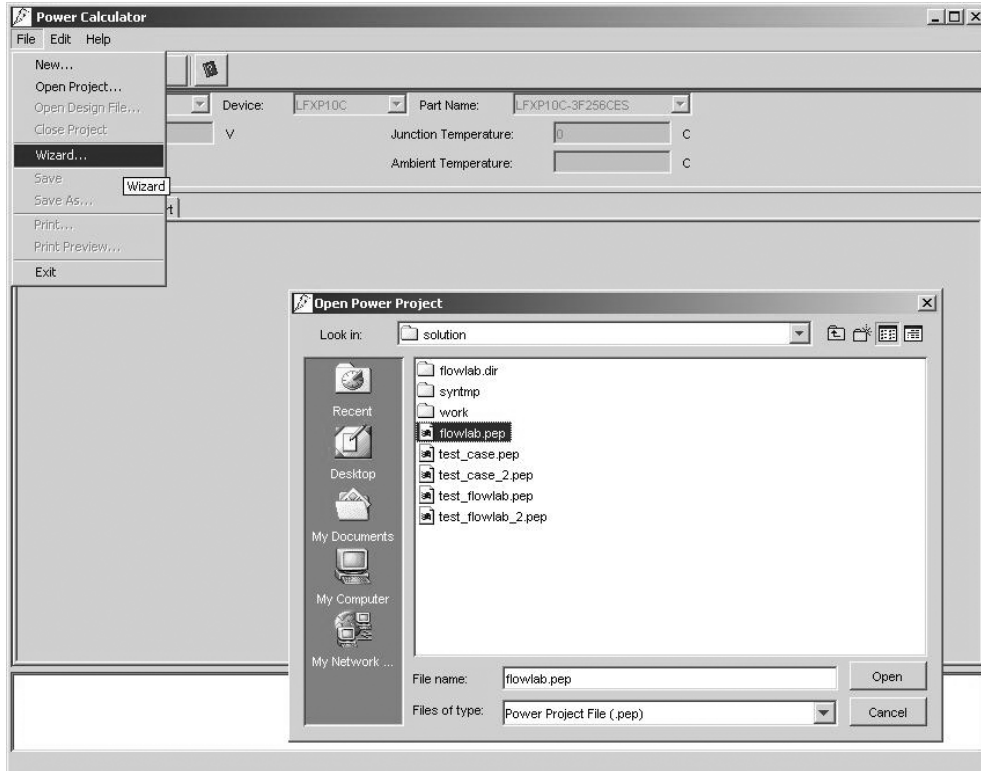 Power Calculator
File Edit Help
New...
Open Project...
Open Design File...
Close Project
Wizard...
Save
Save As...
Print...
Print Preview...
Exit
Wizard
Device: LFXP10C Part Name: LFXP10C-3F256CES
V Junction Temperature: 0 C
Ambient Temperature: C
Open Power Project
Look in: solution
Recent
Desktop
My Documents
My Computer
My Network ...
flowlab.dir
syntmp
work
flowlab.pep
test_case.pep
test_case_2.pep
test_flowlab.pep
test_flowlab_2.pep
File name: flowlab.pep Open
Files of type: Power Project File (.pep) Cancel